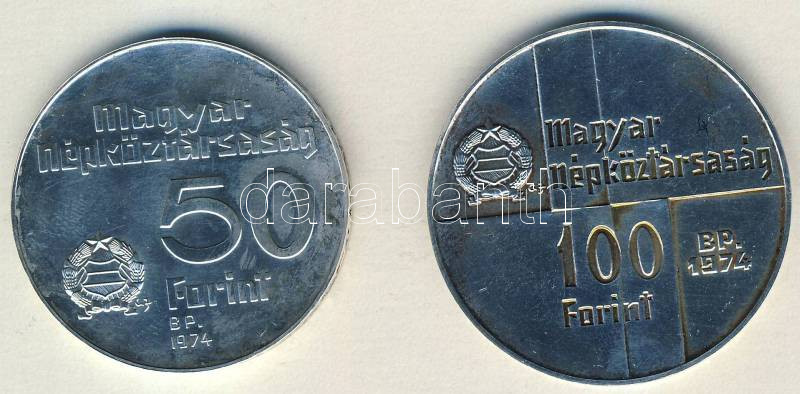 Magyar
népköztársaság
50
Forint
BP.
1974
Magyar
népköztársaság
100
Forint
BP.
1974
darabanth